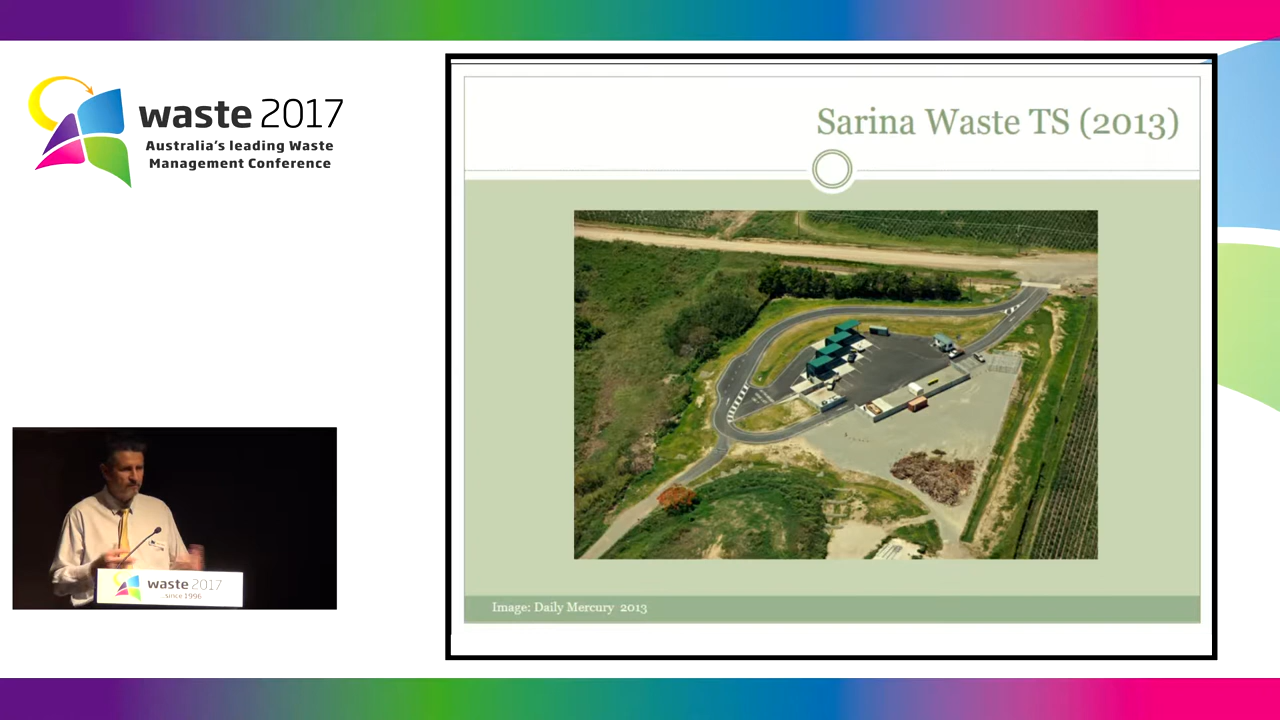 waste 2017
Australia's leading Waste
Management Conference
Sarina Waste TS (2013)
Image: Daily Mercury 2013
waste 2017
...since 1996